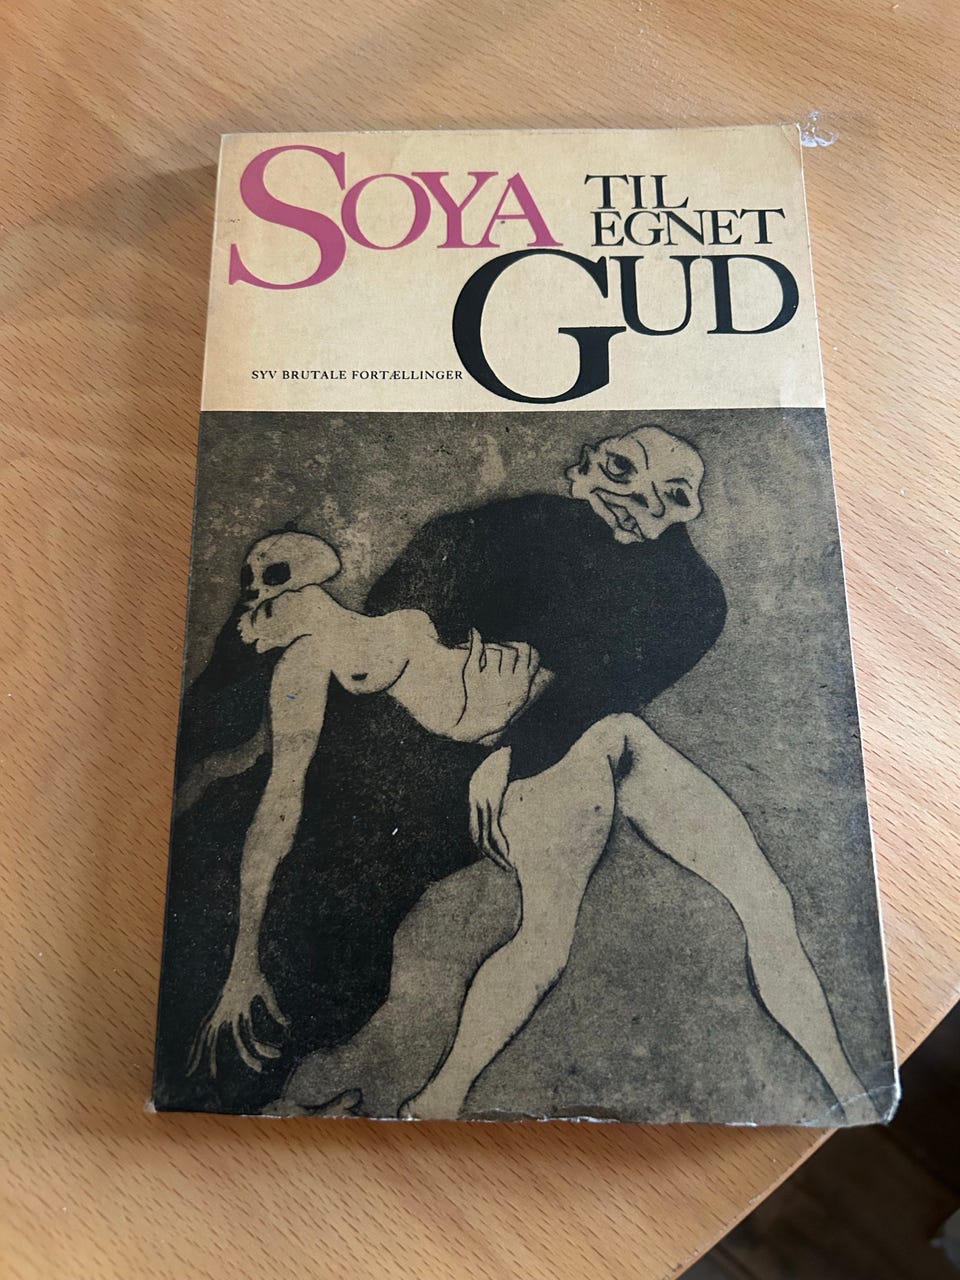 SOYA
TIL
EGNET
GUD
SYV BRUTALE FORTÆLLINGER